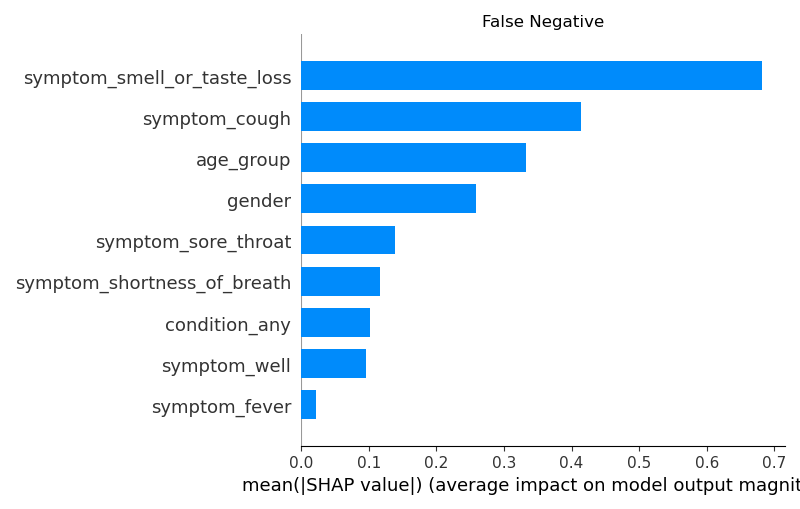 False Negative
symptom_smell_or_taste_loss
symptom_cough
age_group
gender
symptom_sore_throat
symptom_shortness_of_breath
condition_any
symptom_well
symptom_fever
0.0 0.1 0.2 0.3 0.4 0.5 0.6 0.7
mean(|SHAP value|) (average impact on model output magnit